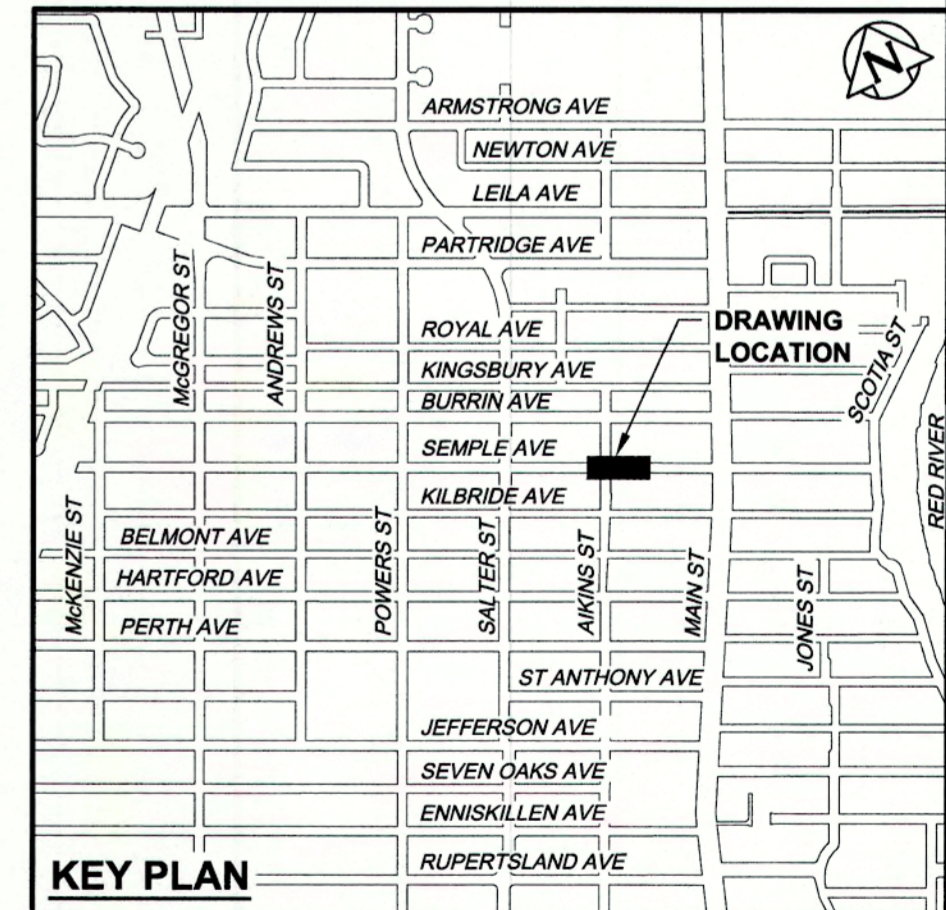 N
ARMSTRONG AVE
NEWTON AVE
LEILA AVE
PARTRIDGE AVE
McGREGOR ST
ANDREWS ST
ROYAL AVE
DRAWING
LOCATION
SCOTIA ST
KINGSBURY AVE
BURRIN AVE
SEMPLE AVE
RED RIVER
KILBRIDE AVE
McKENZIE ST
BELMONT AVE
POWERS ST
SALTER ST
AIKINS ST
MAIN ST
JONES ST
HARTFORD AVE
PERTH AVE
ST ANTHONY AVE
JEFFERSON AVE
SEVEN OAKS AVE
ENNISKILLEN AVE
RUPERTSLAND AVE
KEY PLAN